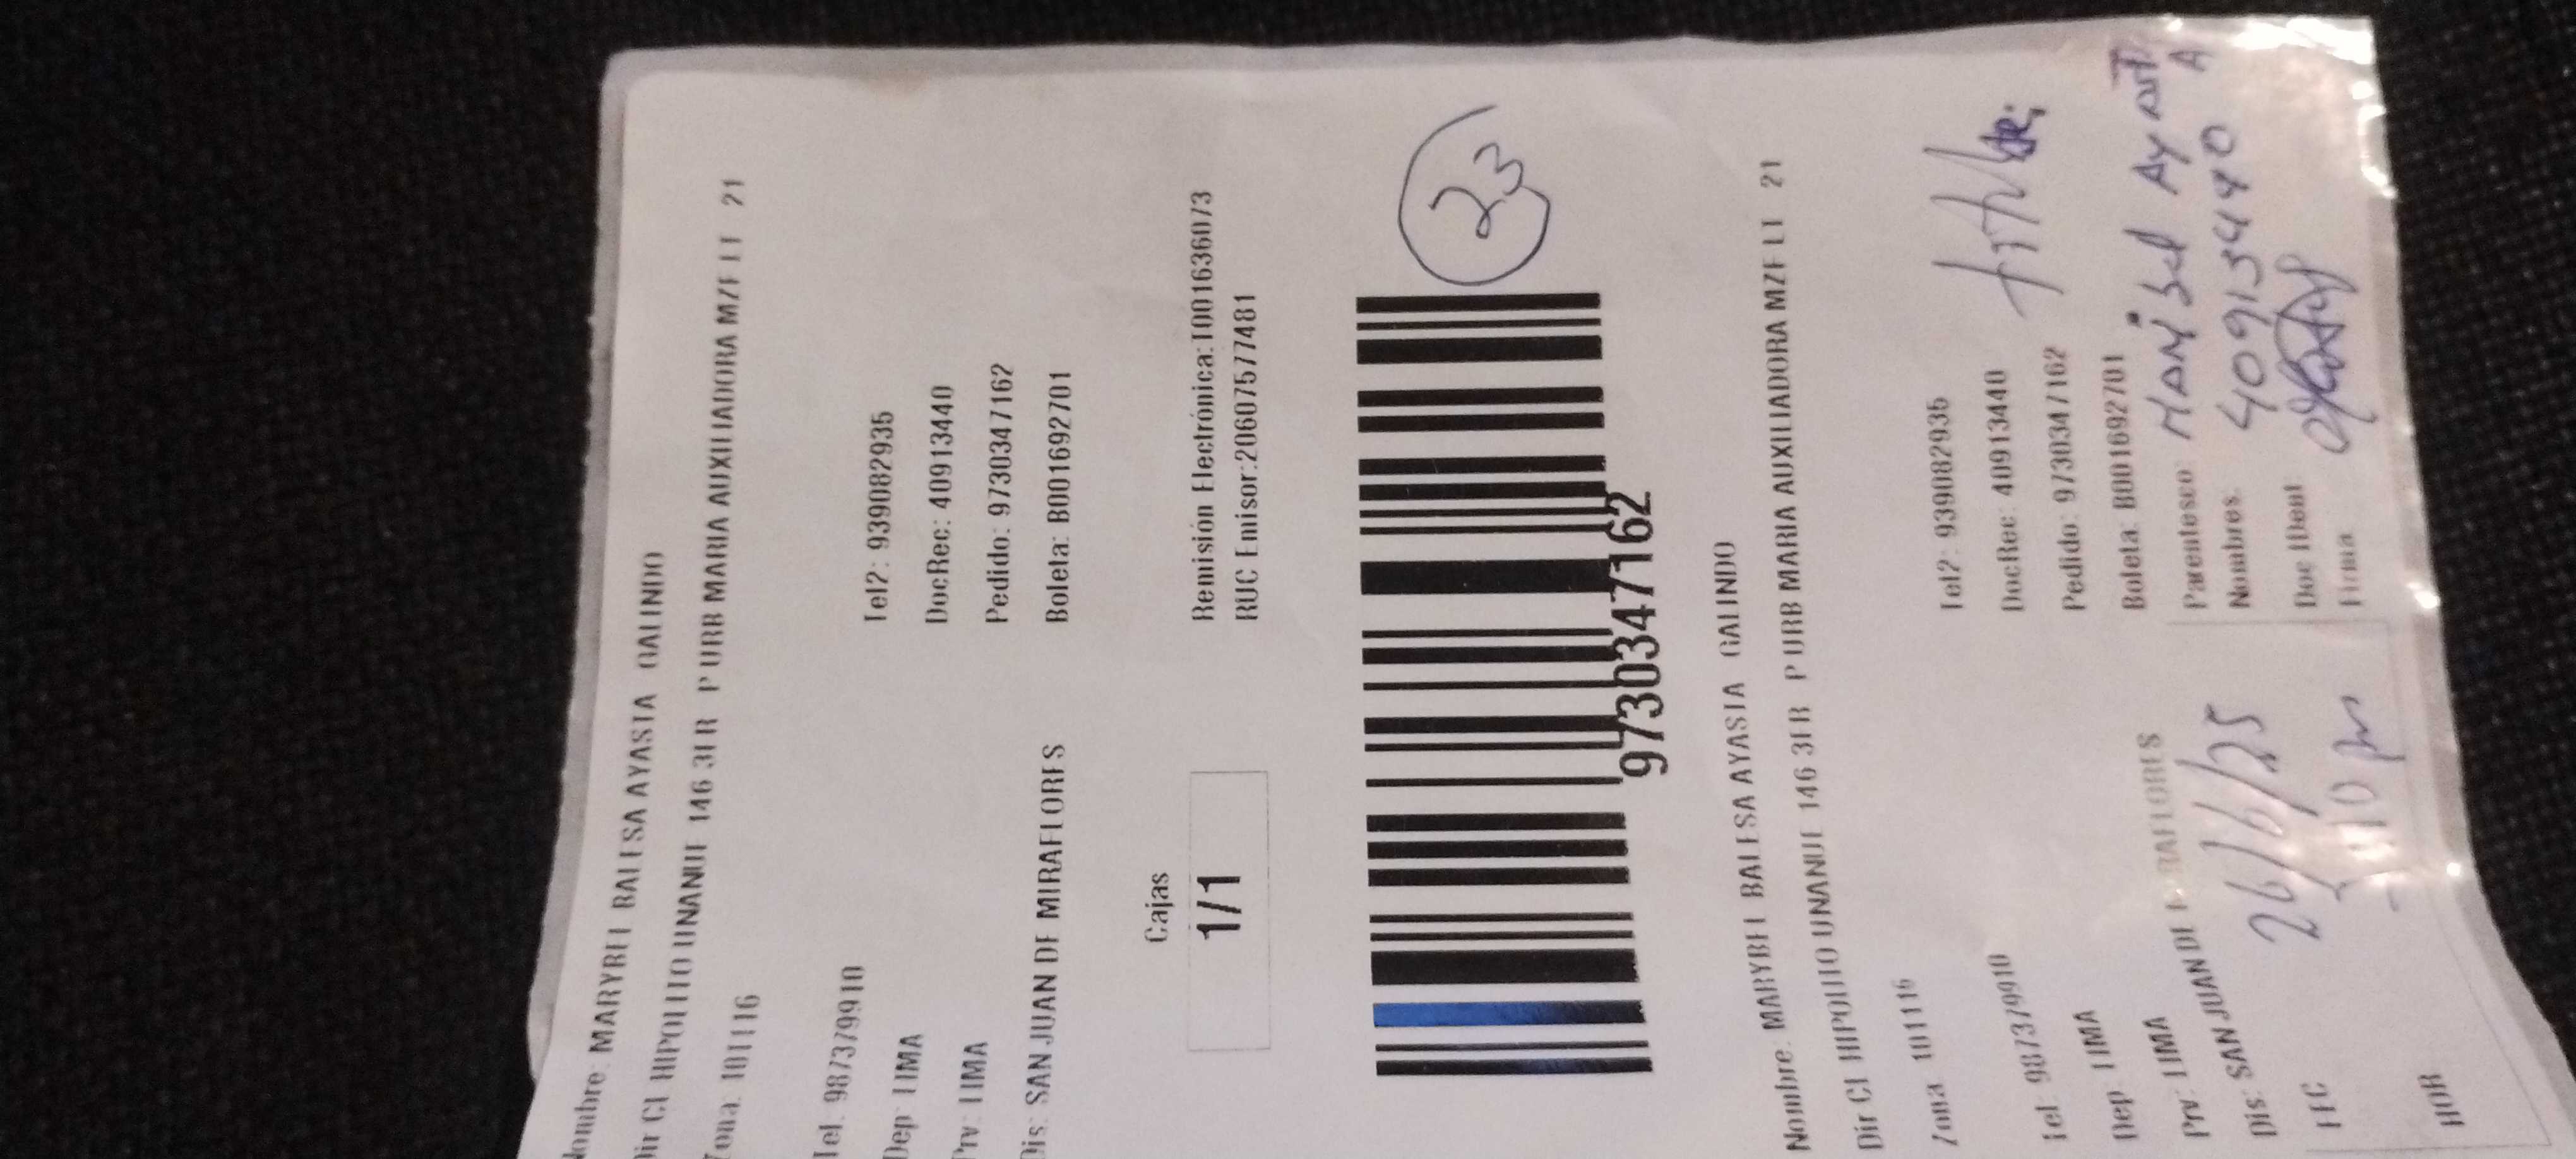 Nombre: MARYBEL BALESA AYASTA GALINDO
Dir CL HIPOLITO UNANUE 146 3ER P URB MARIA AUXILIADORA MZF LT 21
Zona: 101116
Tel: 987379910 Tel2: 939082935
Dep LIMA DocRec: 40913440
Prv: LIMA Pedido: 9730347162
Dis: SAN JUAN DE MIRAFLORES Boleta: B001692701
Cajas
1/1
Remisión Electrónica:T001636073
RUC Emisor:20607577481
23
9730347162
Nombre: MARYBEL BALESA AYASTA GALINDO
Dir CL HIPOLITO UNANUE 146 3ER P URB MARIA AUXILIADORA MZF LT 21
Zona 101116
Tel: 987379910 Tel2: 939082935
Dep LIMA DocRec: 40913440
Prv: LIMA Pedido: 9730347162
Dis: SAN JUAN DE MIRAFLORES Boleta: B001692701
FEC 26/6/25
HOR
Parentesco
Nombres:
Doc Ident
Firma